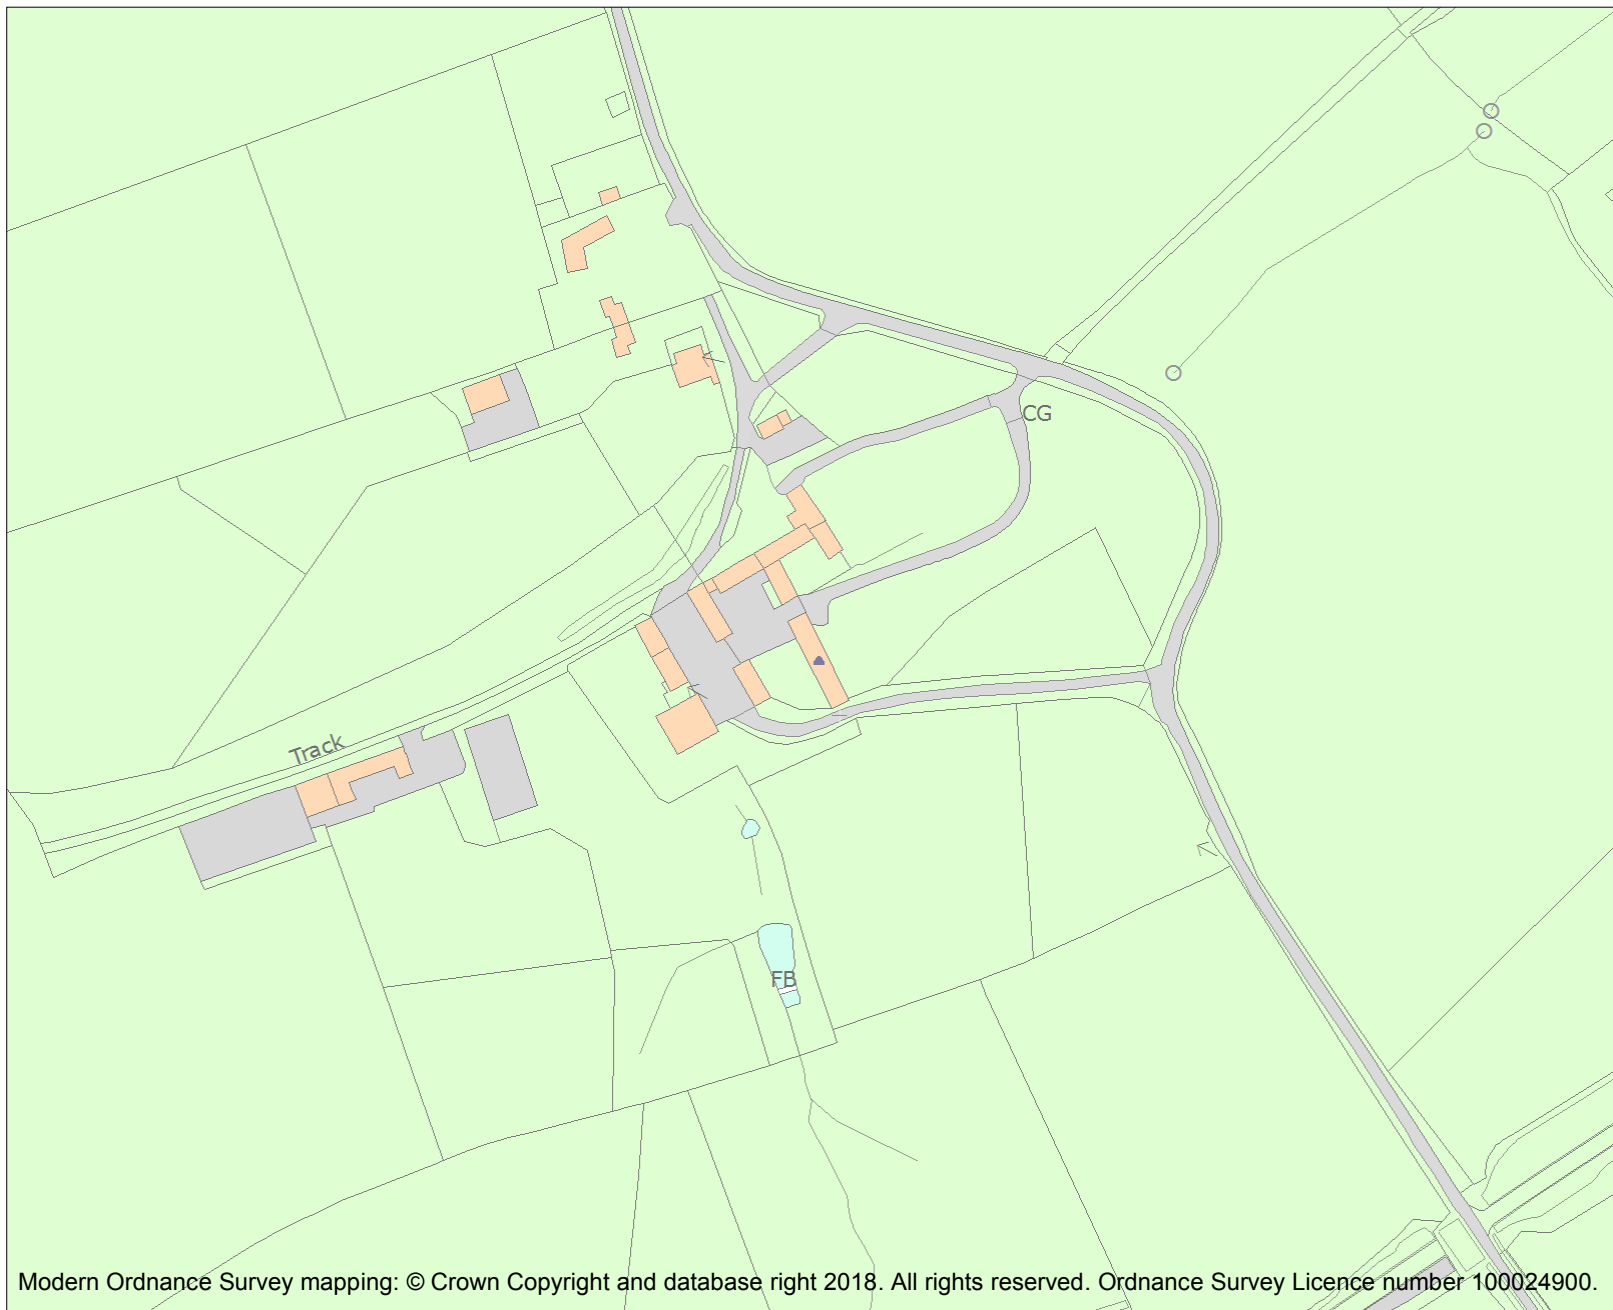 CG
Track
FB
Modern Ordnance Survey mapping: © Crown Copyright and database right 2018. All rights reserved. Ordnance Survey Licence number 100024900.